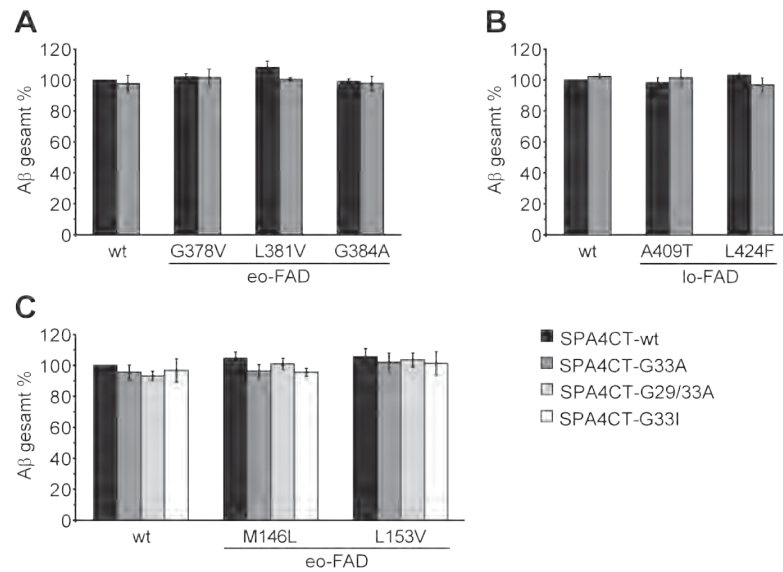 A
Aβ gesamt %
120
100
80
60
40
20
0
wt G378V L381V G384A
eo-FAD
B
Aβ gesamt %
120
100
80
60
40
20
0
wt A409T L424F
lo-FAD
C
Aβ gesamt %
120
100
80
60
40
20
0
wt M146L L153V
eo-FAD
SPA4CT-wt
SPA4CT-G33A
SPA4CT-G29/33A
SPA4CT-G33I